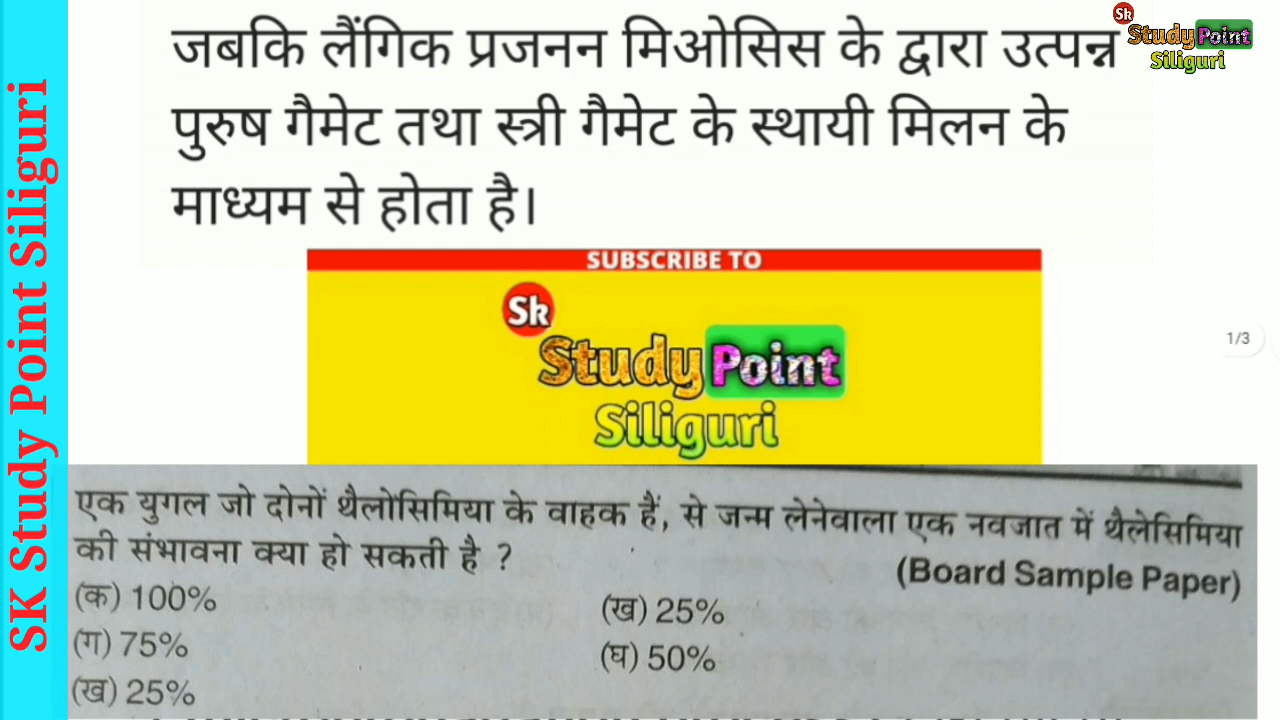 SK Study Point Siliguri
Sk
Study Point
Siliguri
जबकि लैंगिक प्रजनन मिओसिस के द्वारा उत्पन्न
पुरुष गैमेट तथा स्त्री गैमेट के स्थायी मिलन के
माध्यम से होता है।
SUBSCRIBE TO
Sk
Study Point
Siliguri
1/3
एक युगल जो दोनों थैलोसिमिया के वाहक हैं, से जन्म लेनेवाला एक नवजात में थैलेसिमिया
की संभावना क्या हो सकती है ?
(Board Sample Paper)
(क) 100%
(ख) 25%
(ग) 75%
(घ) 50%
(ख) 25%